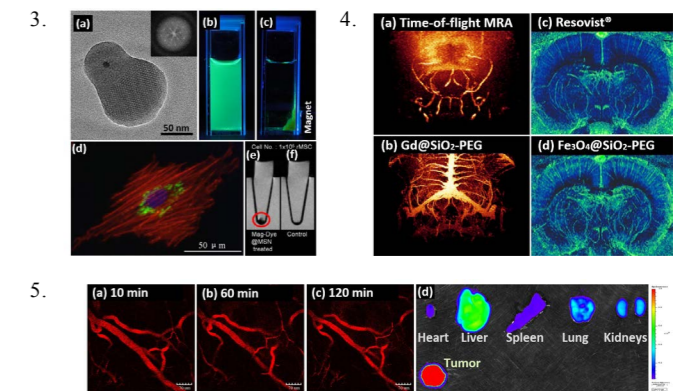 3.
(a)
(b)
(c)
50 nm
Magnet
(d)
50 μm
Cell No. : 1x10⁶ rMSC
(e)
(f)
Mag-Dye
@MSN
treated
Control
4.
(a) Time-of-flight MRA
(c) Resovist®
(b) Gd@SiO₂-PEG
(d) Fe₃O₄@SiO₂-PEG
5.
(a) 10 min
(b) 60 min
(c) 120 min
(d)
Heart
Liver
Spleen
Lung
Kidneys
Tumor